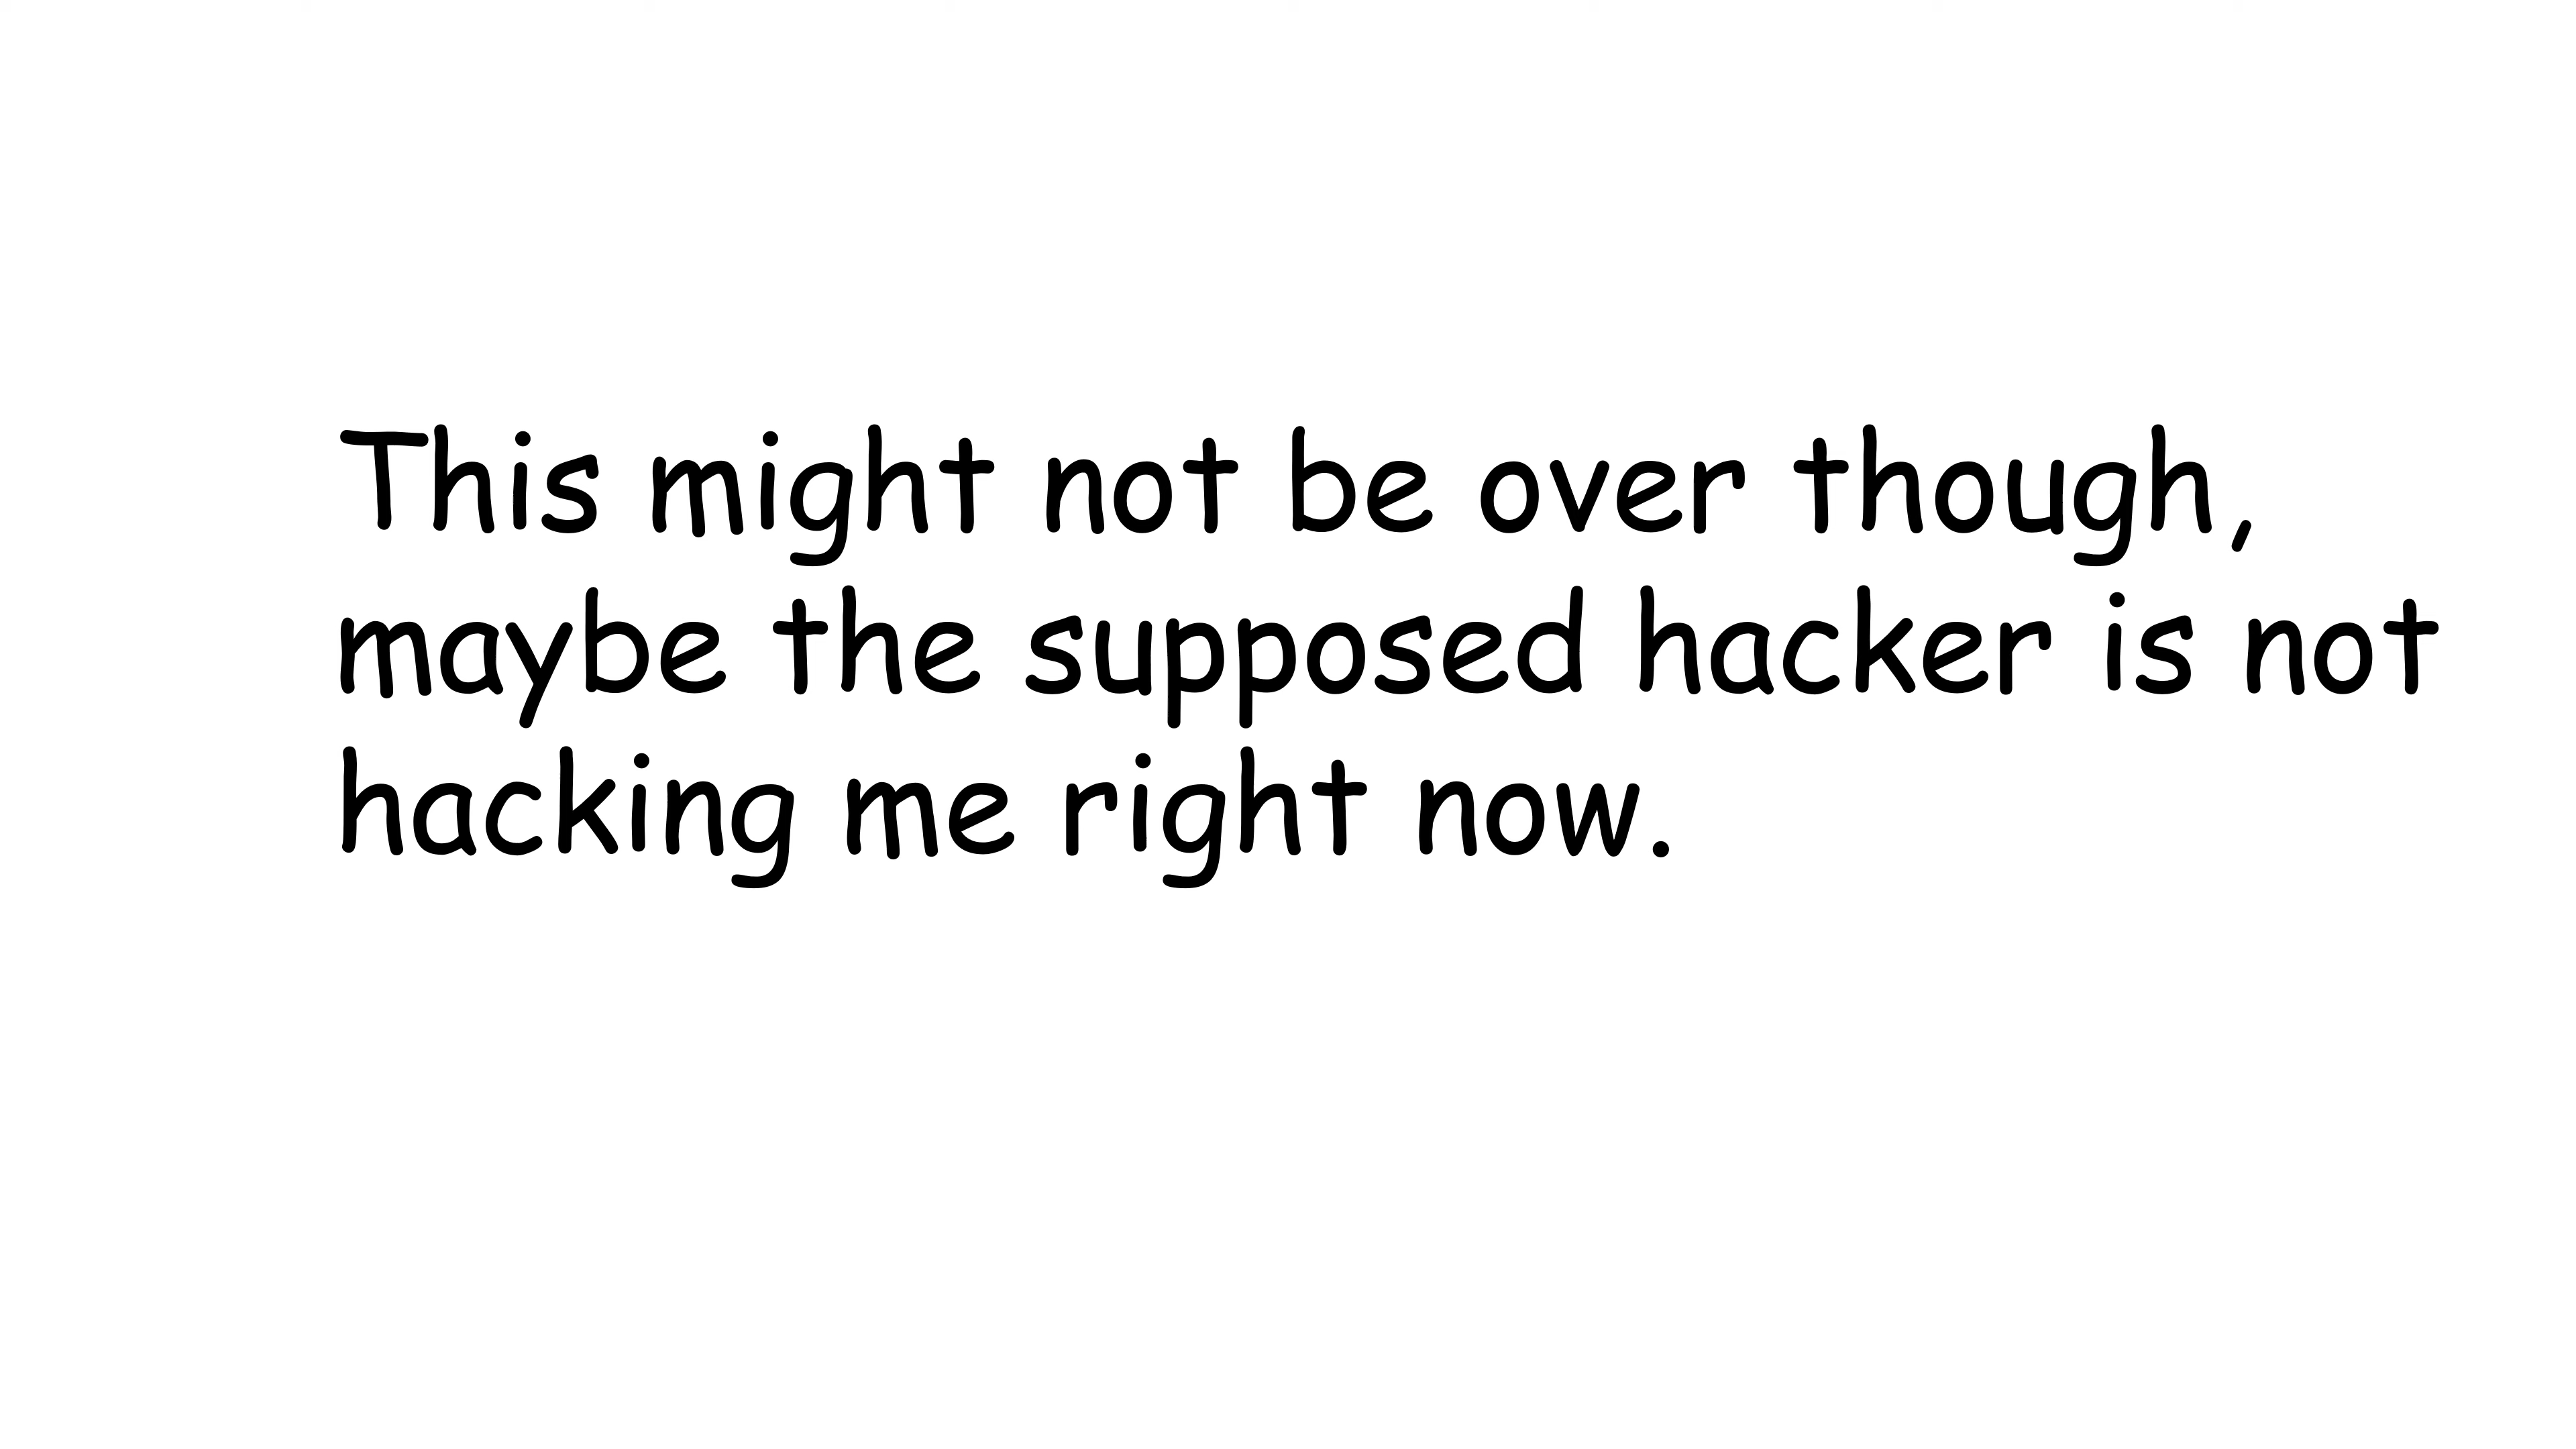 This might not be over though,
maybe the supposed hacker is not
hacking me right now.